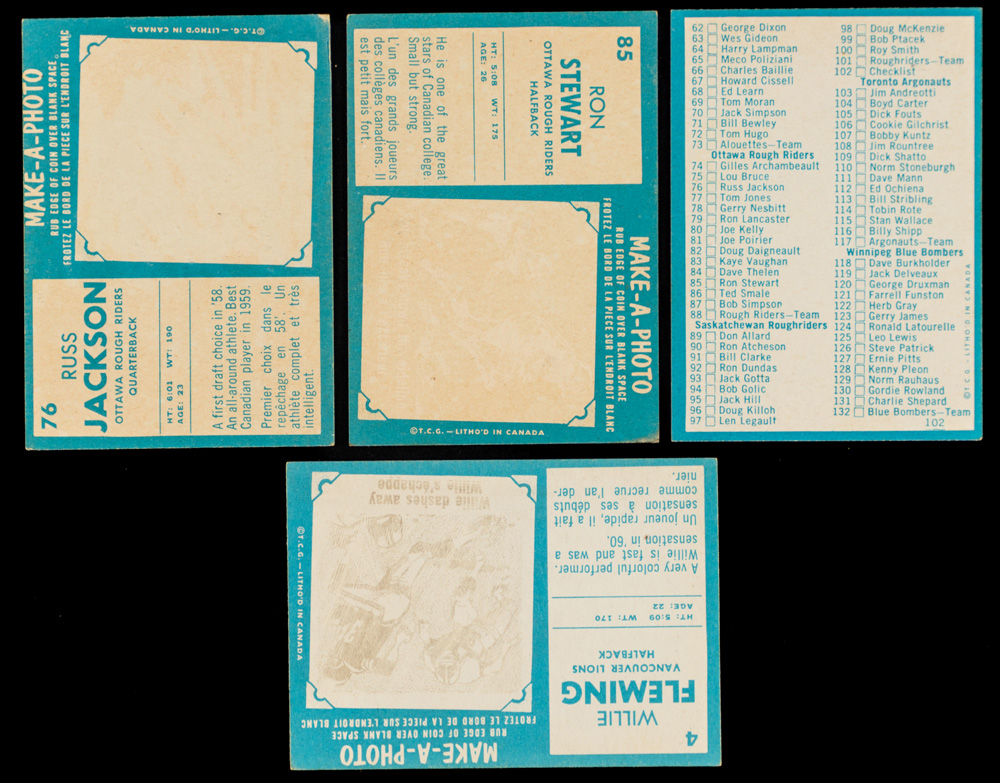 ©T.C.G. — LITHO'D IN CANADA
MAKE-A-PHOTO
RUB EDGE OF COIN OVER BLANK SPACE
FROTEZ LE BORD DE LA PIECE SUR L'ENDROIT BLANC
76
RUSS
JACKSON
OTTAWA ROUGH RIDERS
QUARTERBACK
HT: 6:01 WT: 190
AGE: 23
A first draft choice in '58.
An all-around athlete. Best
Canadian player in 1959.
Premier choix dans le
repêchage en 58'. Un
athlète complet et très
intelligent.
85
RON
STEWART
OTTAWA ROUGH RIDERS
HALFBACK
HT: 5:08 WT: 175
AGE: 26
He is one of the great
stars of Canadian college.
Small but strong.
L'un des grands joueurs
des collèges canadiens. Il
est petit mais fort.
MAKE-A-PHOTO
RUB EDGE OF COIN OVER BLANK SPACE
FROTEZ LE BORD DE LA PIECE SUR L'ENDROIT BLANC
©T.C.G. — LITHO'D IN CANADA
62 George Dixon
63 Wes Gideon
64 Harry Lampman
65 Meco Poliziani
66 Charles Baillie
67 Howard Cissell
68 Ed Learn
69 Tom Moran
70 Jack Simpson
71 Bill Bewley
72 Tom Hugo
73 Alouettes—Team
Ottawa Rough Riders
74 Gilles Archambeault
75 Lou Bruce
76 Russ Jackson
77 Tom Jones
78 Gerry Nesbitt
79 Ron Lancaster
80 Joe Kelly
81 Joe Poirier
82 Doug Daigneault
83 Kaye Vaughan
84 Dave Thelen
85 Ron Stewart
86 Ted Smale
87 Bob Simpson
88 Rough Riders—Team
Saskatchewan Roughriders
89 Don Allard
90 Ron Atcheson
91 Bill Clarke
92 Ron Dundas
93 Jack Gotta
94 Bob Golic
95 Jack Hill
96 Doug Killoh
97 Len Legault
98 Doug McKenzie
99 Bob Ptacek
100 Roy Smith
101 Roughriders—Team
102 Checklist
Toronto Argonauts
103 Jim Andreotti
104 Boyd Carter
105 Dick Fouts
106 Cookie Gilchrist
107 Bobby Kuntz
108 Jim Rountree
109 Dick Shatto
110 Norm Stoneburgh
111 Dave Mann
112 Ed Ochiena
113 Bill Stribling
114 Tobin Rote
115 Stan Wallace
116 Billy Shipp
117 Argonauts—Team
Winnipeg Blue Bombers
118 Dave Burkholder
119 Jack Delveaux
120 George Druxman
121 Farrell Funston
122 Herb Gray
123 Gerry James
124 Ronald Latourelle
125 Leo Lewis
126 Steve Patrick
127 Ernie Pitts
128 Kenny Pleon
129 Norm Rauhaus
130 Gordie Rowland
131 Charlie Shepard
132 Blue Bombers—Team
102
©T.C.G. — LITHO'D IN CANADA
4
WILLIE
FLEMING
VANCOUVER LIONS
HALFBACK
HT: 5:09 WT: 170
AGE: 22
A very colorful performer.
Willie is fast and was a
sensation in '60.
Un joueur rapide, il a fait
sensation à ses débuts
comme recrue l'an der-
nier.
MAKE-A-PHOTO
RUB EDGE OF COIN OVER BLANK SPACE
FROTEZ LE BORD DE LA PIECE SUR L'ENDROIT BLANC
Willie dashes away
Willie s'échappe
©T.C.G. — LITHO'D IN CANADA